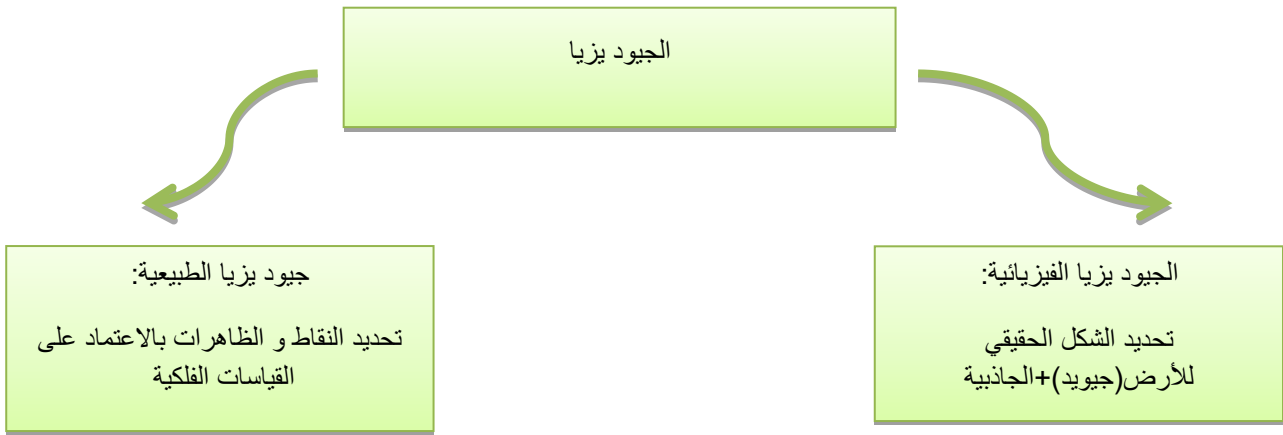 الجيود يزيا
الجيود يزيا الفيزيائية:
تحديد الشكل الحقيقي
للأرض(جيويد)+الجاذبية
جيود يزيا الطبيعية:
تحديد النقاط و الظاهرات بالاعتماد على
القياسات الفلكية